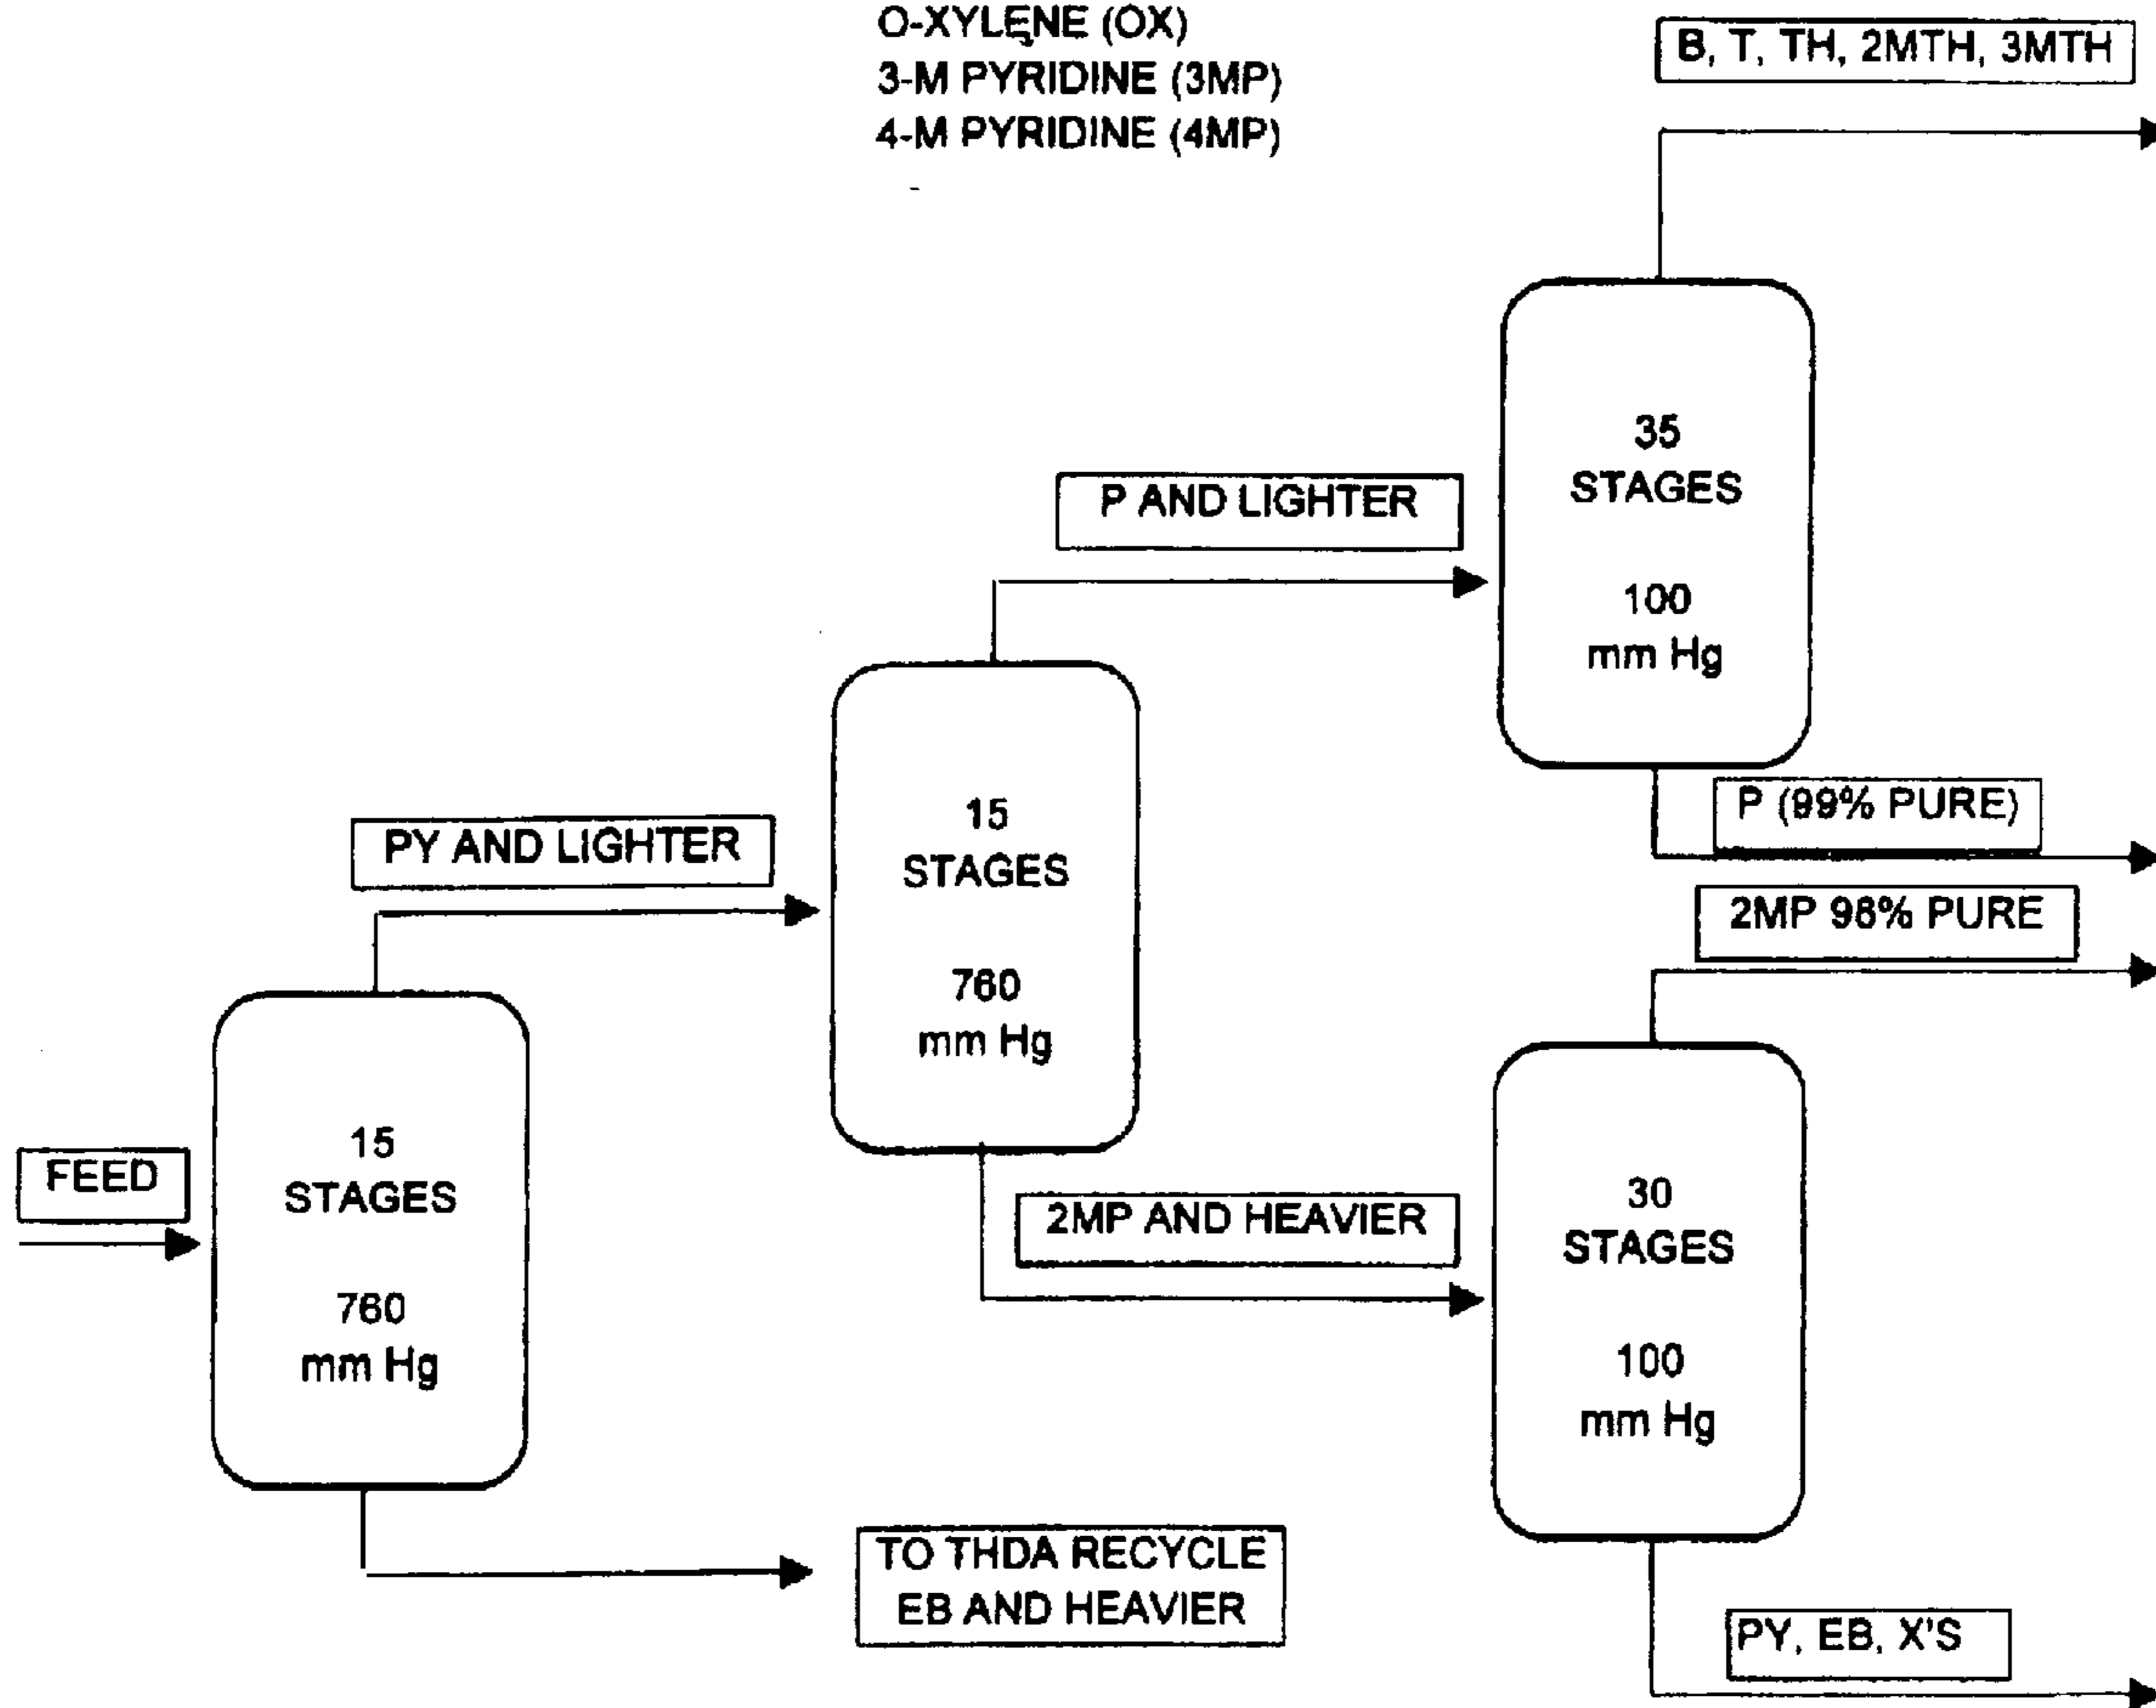 O-XYLENE (OX)
3-M PYRIDINE (3MP)
4-M PYRIDINE (4MP)
B, T, TH, 2MTH, 3MTH
35
STAGES
100
mm Hg
P AND LIGHTER
P (99% PURE)
2MP 98% PURE
15
STAGES
760
mm Hg
PY AND LIGHTER
2MP AND HEAVIER
30
STAGES
100
mm Hg
FEED
15
STAGES
760
mm Hg
TO THDA RECYCLE
EB AND HEAVIER
PY, EB, X'S